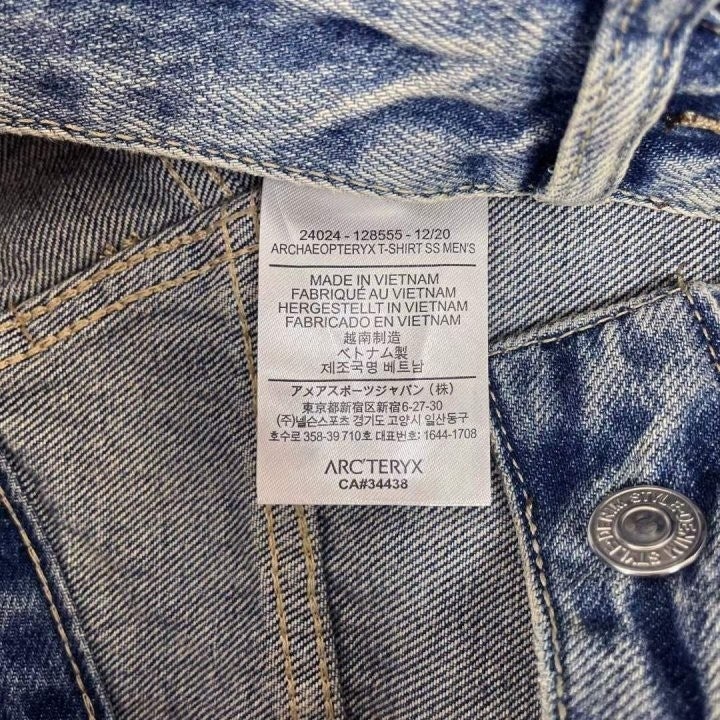 24024 - 128555 - 12/20
ARCHAEOPTERYX T-SHIRT SS MEN'S
MADE IN VIETNAM
FABRIQUÉ AU VIETNAM
HERGESTELLT IN VIETNAM
FABRICADO EN VIETNAM
越南制造
ベトナム製
제조국명 베트남
アメアスポーツジャパン (株)
東京都新宿区新宿6-27-30
(주)넬슨스포츠 경기도 고양시 일산동구
호수로 358-39 710호 대표번호: 1644-1708
ARC'TERYX
CA#34438
DENIM STYLE